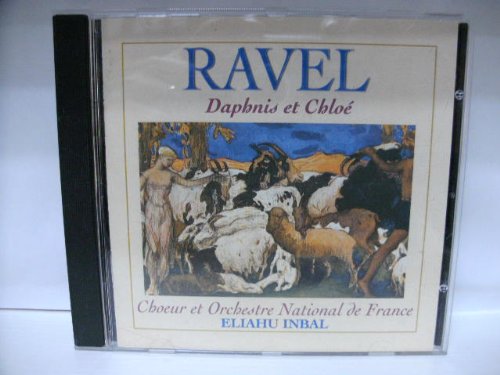 RAVEL
Daphnis et Chloé
Choeur et Orchestre National de France
ELIAHU INBAL